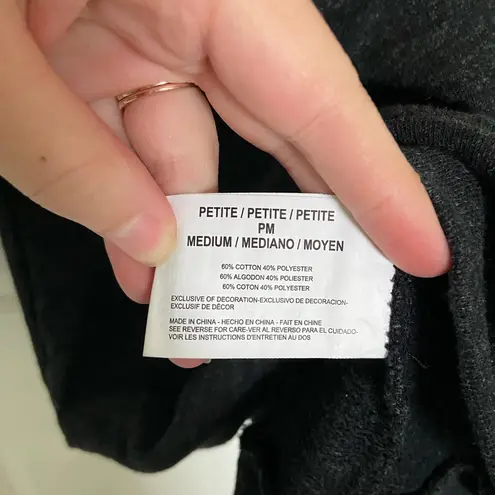 PETITE / PETITE / PETITE
PM
MEDIUM / MEDIANO / MOYEN
60% COTTON 40% POLYESTER
60% ALGODON 40% POLIESTER
60% COTON 40% POLYESTER
EXCLUSIVE OF DECORATION-EXCLUSIVO DE DECORACION-
EXCLUSIF DE DÉCOR
MADE IN CHINA - HECHO EN CHINA - FAIT EN CHINE
SEE REVERSE FOR CARE-VER AL REVERSO PARA EL CUIDADO-
VOIR LES INSTRUCTIONS D'ENTRETIEN AU DOS